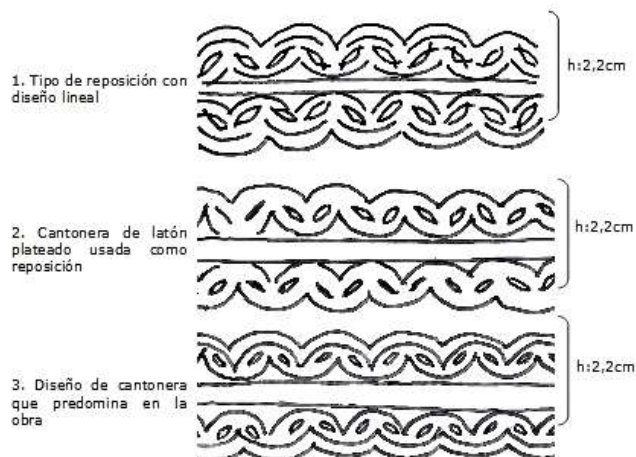 1. Tipo de reposición con
diseño lineal
h:2,2cm
2. Cantonera de latón
plateado usada como
reposición
h:2,2cm
3. Diseño de cantonera
que predomina en la
obra
h:2,2cm